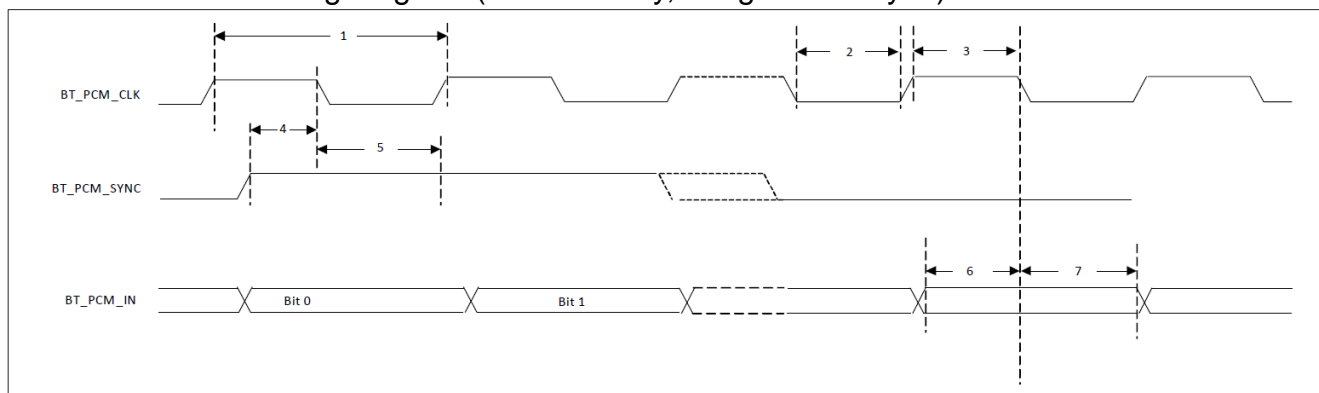 1
2
3
BT_PCM_CLK
4
5
BT_PCM_SYNC
6
7
BT_PCM_IN
Bit 0
Bit 1